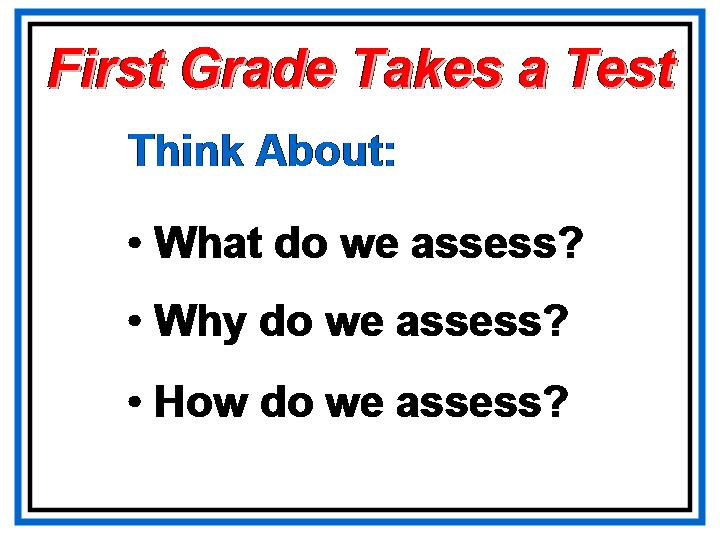 First Grade Takes a Test
Think About:
• What do we assess?
• Why do we assess?
• How do we assess?